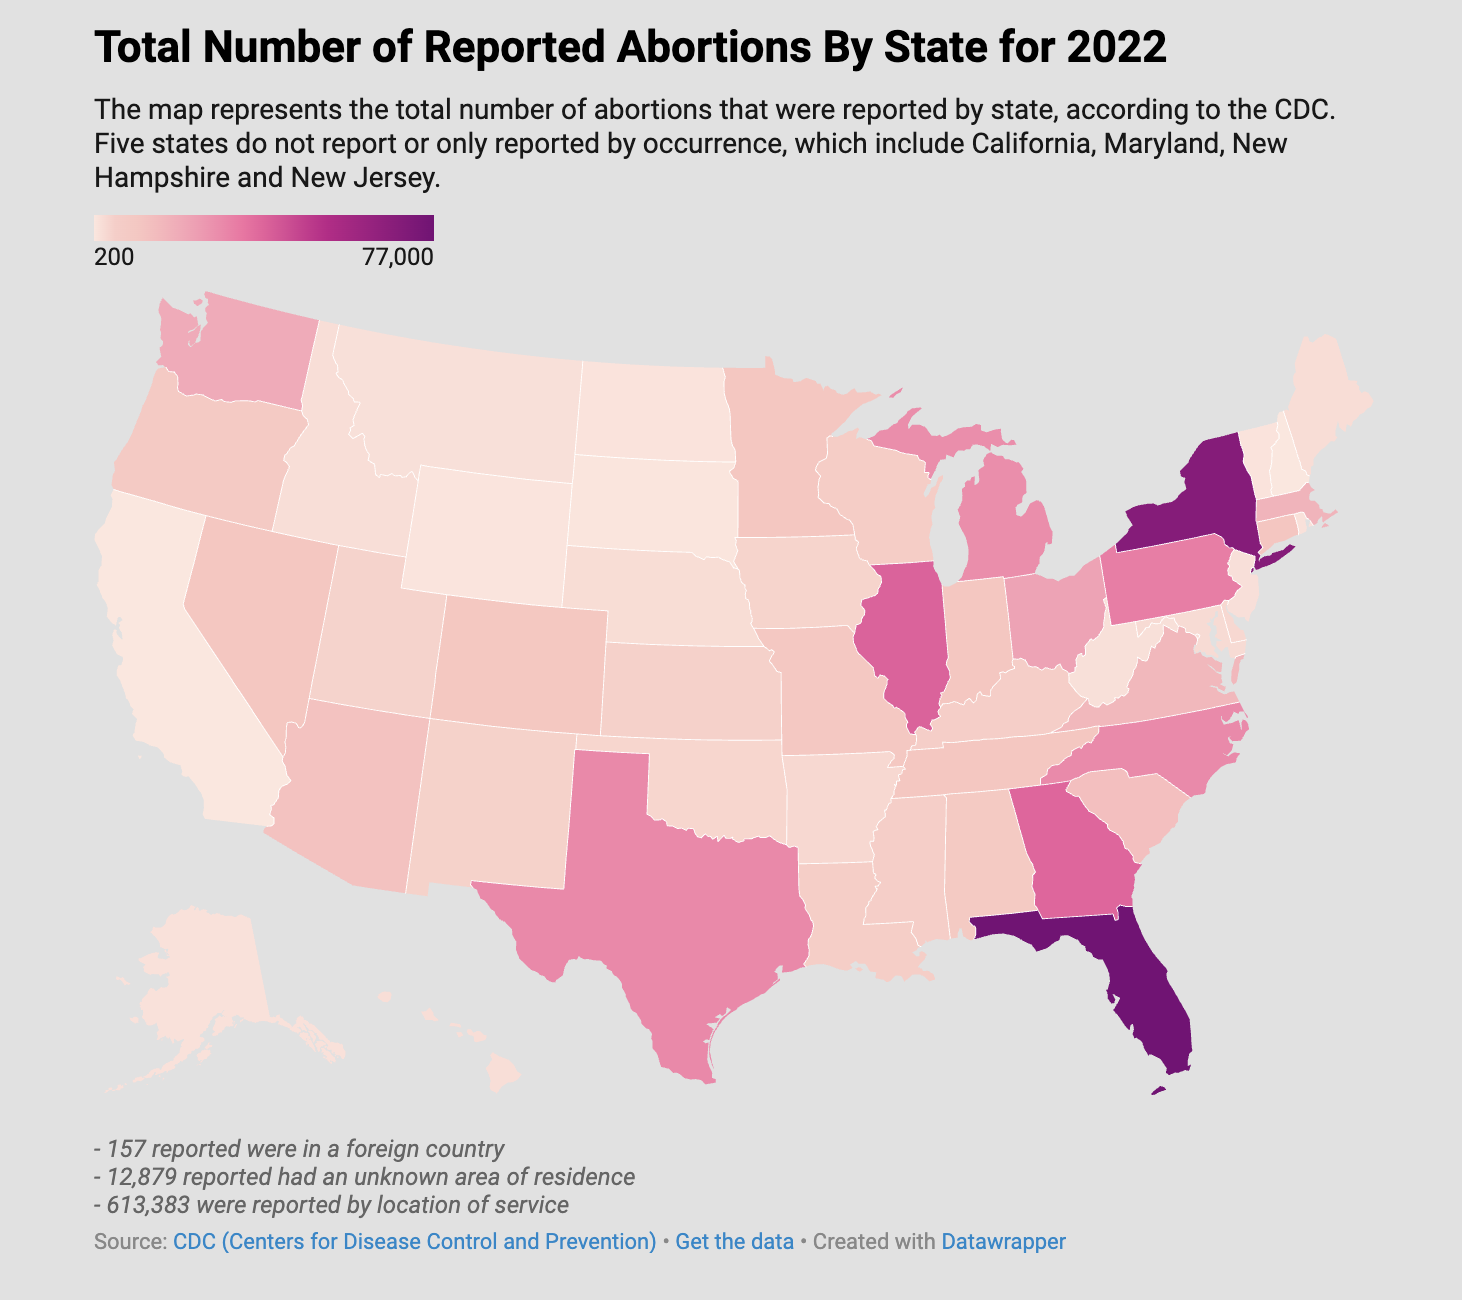 Total Number of Reported Abortions By State for 2022
The map represents the total number of abortions that were reported by state, according to the CDC.
Five states do not report or only reported by occurrence, which include California, Maryland, New
Hampshire and New Jersey.
200 77,000
- 157 reported were in a foreign country
- 12,879 reported had an unknown area of residence
- 613,383 were reported by location of service
Source: CDC (Centers for Disease Control and Prevention) • Get the data • Created with Datawrapper